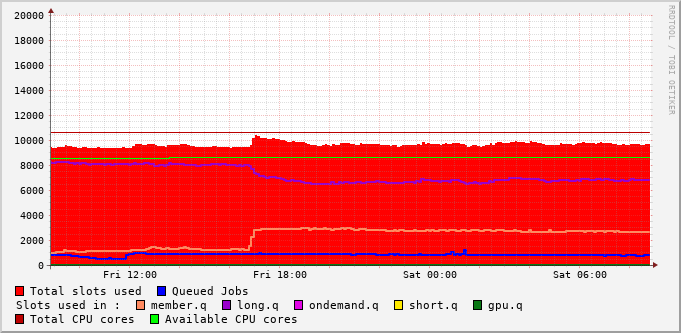 20000
18000
16000
14000
12000
10000
8000
6000
4000
2000
0
Fri 12:00 Fri 18:00 Sat 00:00 Sat 06:00
RRDTOOL / TOBI OETIKER
Total slots used Queued Jobs
Slots used in : member.q long.q ondemand.q short.q gpu.q
Total CPU cores Available CPU cores